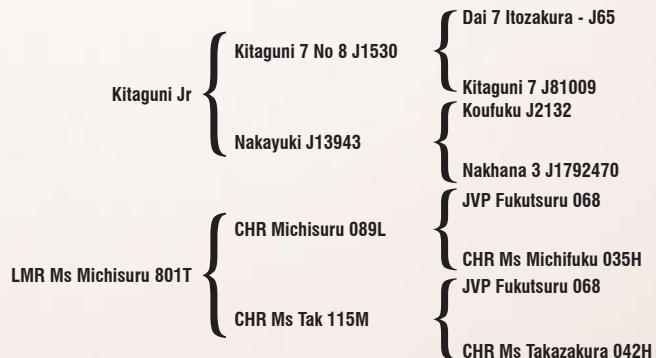 Dai 7 Itozakura - J65
Kitaguni 7 No 8 J1530
Kitaguni 7 J81009
Kitaguni Jr
Koufuku J2132
Nakayuki J13943
Nakhana 3 J1792470
JVP Fukutsuru 068
CHR Michisuru 089L
CHR Ms Michifuku 035H
LMR Ms Michisuru 801T
JVP Fukutsuru 068
CHR Ms Tak 115M
CHR Ms Takazakura 042H